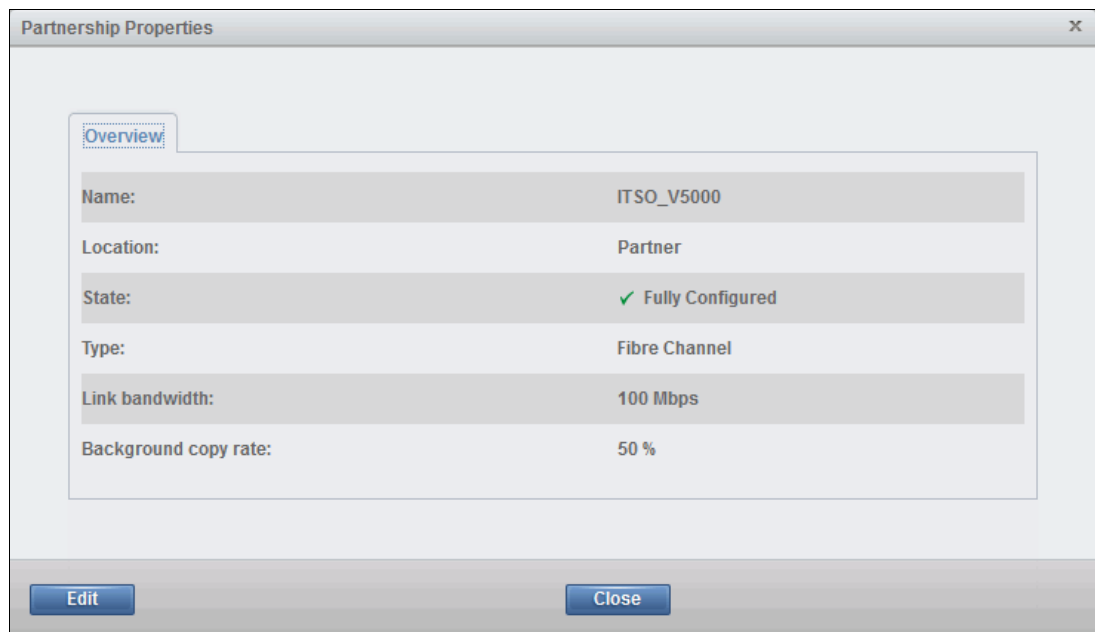 Partnership Properties x
Overview
Name: ITSO_V5000
Location: Partner
State: ✓ Fully Configured
Type: Fibre Channel
Link bandwidth: 100 Mbps
Background copy rate: 50 %
Edit Close